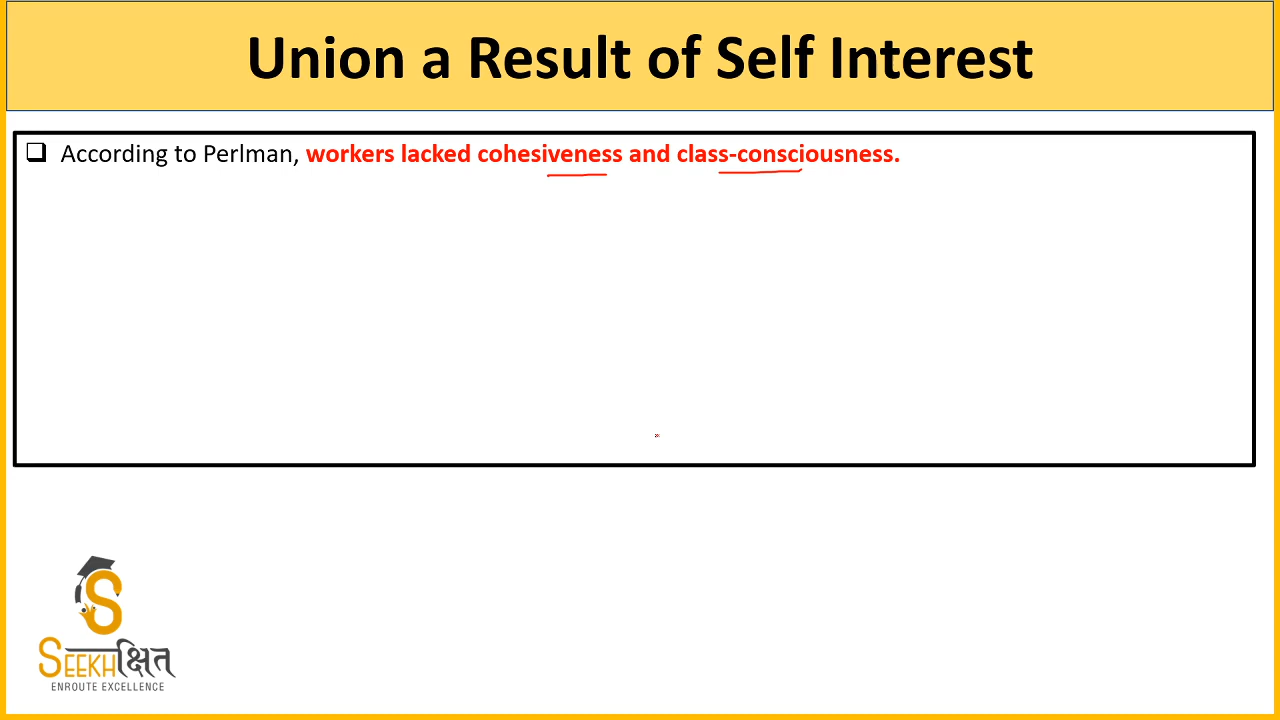 Union a Result of Self Interest
According to Perlman, workers lacked cohesiveness and class-consciousness.
S
SEEKHक्षित
ENROUTE EXCELLENCE